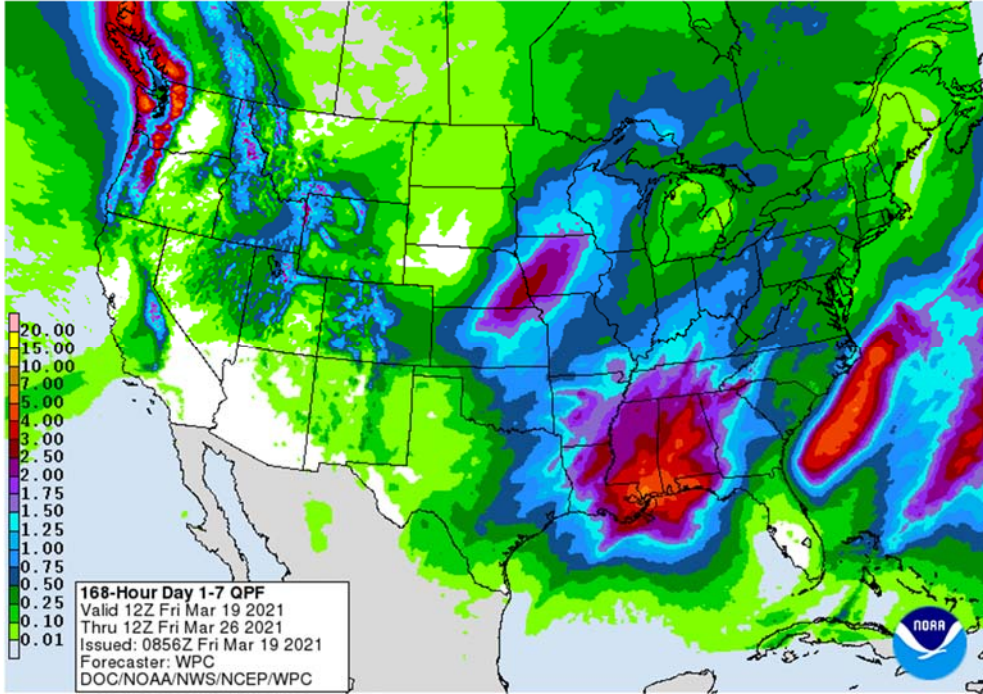 20.00
15.00
10.00
7.00
5.00
4.00
3.00
2.50
2.00
1.75
1.50
1.25
1.00
0.75
0.50
0.25
0.10
0.01
168-Hour Day 1-7 QPF
Valid 12Z Fri Mar 19 2021
Thru 12Z Fri Mar 26 2021
Issued: 0856Z Fri Mar 19 2021
Forecaster: WPC
DOC/NOAA/NWS/NCEP/WPC
NOAA